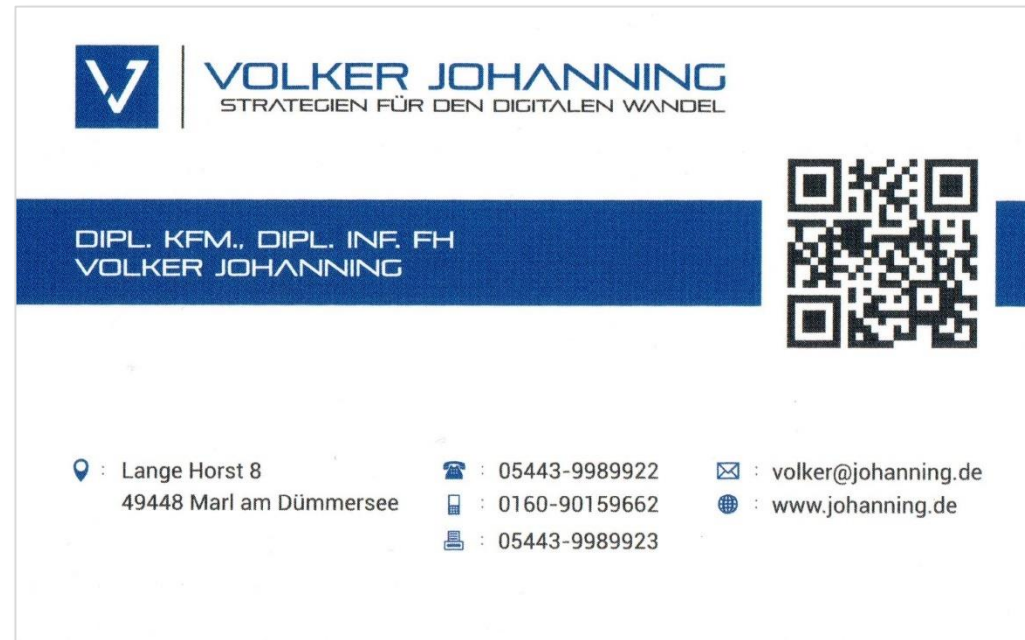 VOLKER JOHANNING
STRATEGIEN FÜR DEN DIGITALEN WANDEL
DIPL. KFM., DIPL. INF. FH
VOLKER JOHANNING
: Lange Horst 8
49448 Marl am Dümmersee
: 05443-9989922
: 0160-90159662
: 05443-9989923
: volker@johanning.de
: www.johanning.de